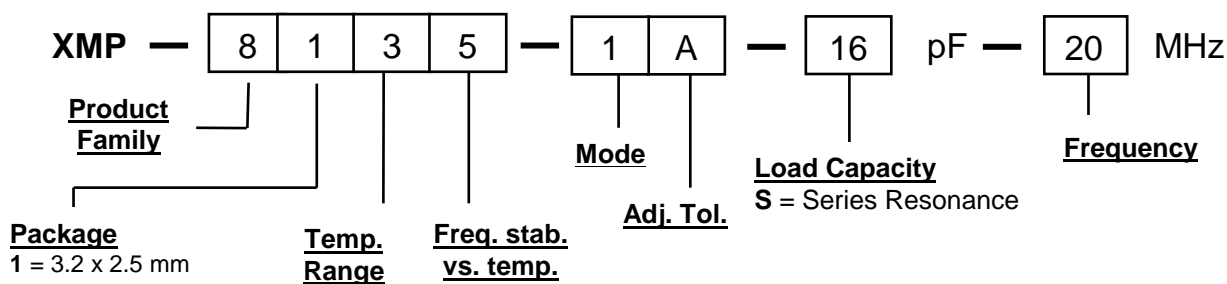 XMP — 8 1 3 5 — 1 A — 16 pF — 20 MHz
Product
Family
Mode
Load Capacity
S = Series Resonance
Frequency
Package
1 = 3.2 x 2.5 mm
Temp.
Range
Freq. stab.
vs. temp.
Adj. Tol.